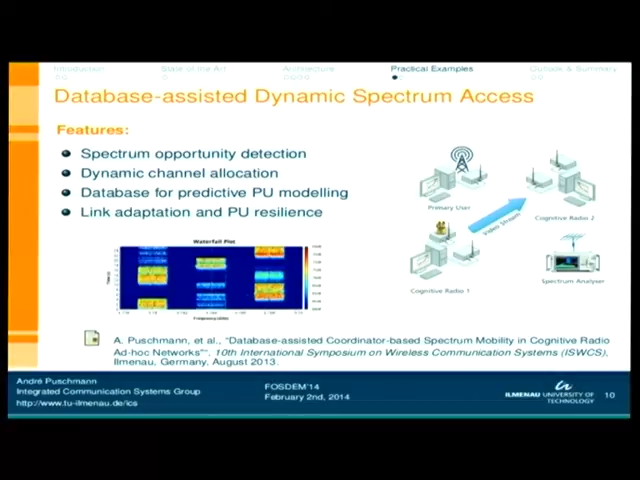 Introduction State of the Art Architecture Practical Examples Outlook & Summary
Database-assisted Dynamic Spectrum Access
Features:
Spectrum opportunity detection
Dynamic channel allocation
Database for predictive PU modelling
Link adaptation and PU resilience
Primary User
Cognitive Radio 2
Video Stream
Cognitive Radio 1
Spectrum Analyser
Waterfall Plot
Frequency (GHz)
A. Puschmann, et al., "Database-assisted Coordinator-based Spectrum Mobility in Cognitive Radio
Ad-hoc Networks"", 10th International Symposium on Wireless Communication Systems (ISWCS),
Ilmenau, Germany, August 2013.
André Puschmann
Integrated Communication Systems Group
http://www.tu-ilmenau.de/ics
FOSDEM'14
February 2nd, 2014
ILMENAU UNIVERSITY OF
TECHNOLOGY
10